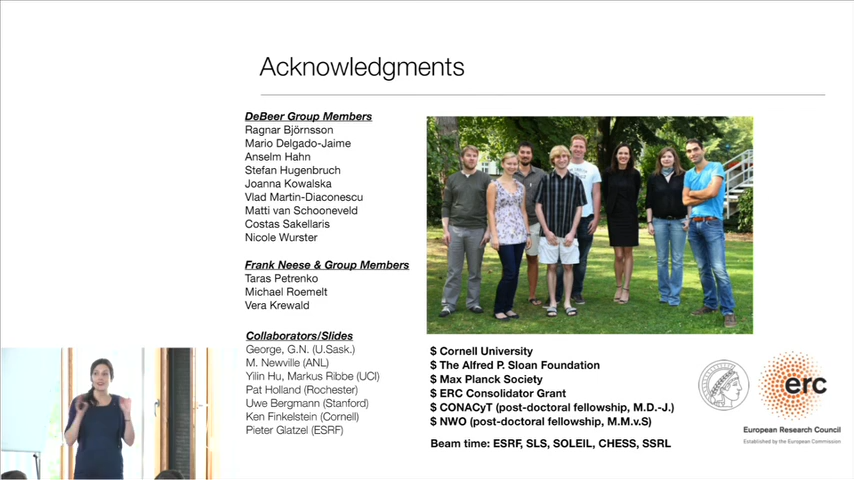 Acknowledgments
DeBeer Group Members
Ragnar Björnsson
Mario Delgado-Jaime
Anselm Hahn
Stefan Hugenbruch
Joanna Kowalska
Vlad Martin-Diaconescu
Matti van Schooneveld
Costas Sakellaris
Nicole Wurster
Frank Neese & Group Members
Taras Petrenko
Michael Roemelt
Vera Krewald
Collaborators/Slides
George, G.N. (U.Sask.)
M. Newville (ANL)
Yilin Hu, Markus Ribbe (UCI)
Pat Holland (Rochester)
Uwe Bergmann (Stanford)
Ken Finkelstein (Cornell)
Pieter Glatzel (ESRF)
$ Cornell University
$ The Alfred P. Sloan Foundation
$ Max Planck Society
$ ERC Consolidator Grant
$ CONACyT (post-doctoral fellowship, M.D.-J.)
$ NWO (post-doctoral fellowship, M.M.v.S)
Beam time: ESRF, SLS, SOLEIL, CHESS, SSRL
erc
European Research Council
Established by the European Commission